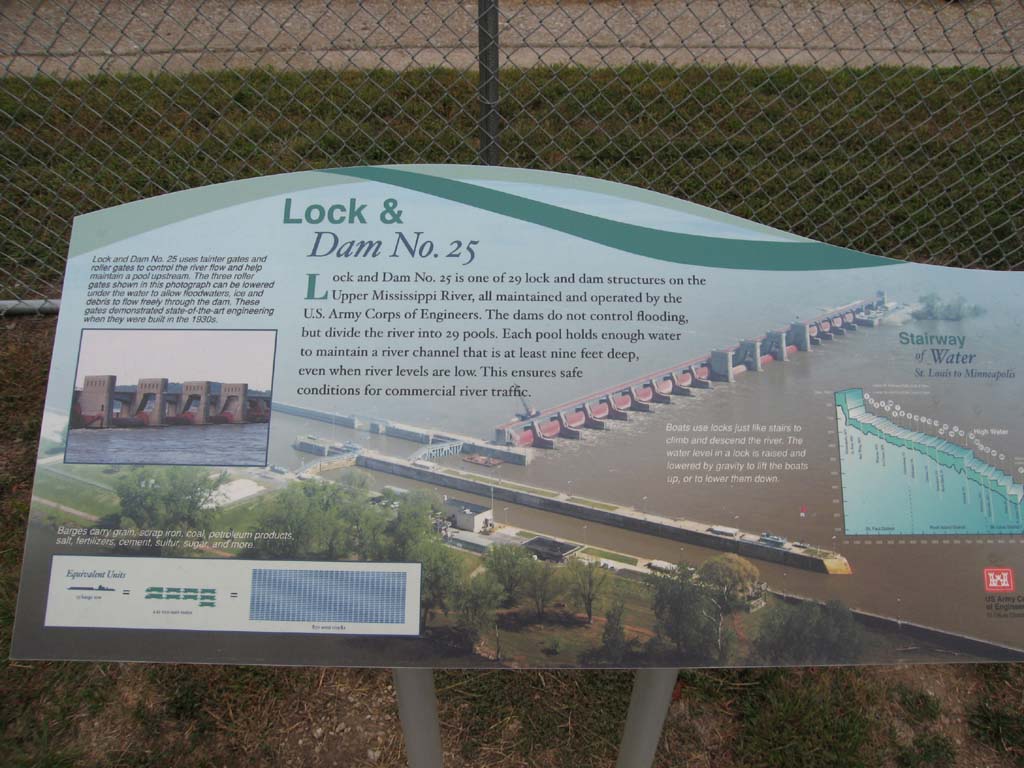 Lock &
Dam No. 25
Lock and Dam No. 25 uses tainter gates and
roller gates to control the river flow and help
maintain a pool upstream. The three roller
gates shown in this photograph can be lowered
under the water to allow floodwaters, ice and
debris to flow freely through the dam. These
gates demonstrated state-of-the-art engineering
when they were built in the 1930s.
Lock and Dam No. 25 is one of 29 lock and dam structures on the
Upper Mississippi River, all maintained and operated by the
U.S. Army Corps of Engineers. The dams do not control flooding,
but divide the river into 29 pools. Each pool holds enough water
to maintain a river channel that is at least nine feet deep,
even when river levels are low. This ensures safe
conditions for commercial river traffic.
Stairway
of Water
St. Louis to Minneapolis
Boats use locks just like stairs to
climb and descend the river. The
water level in a lock is raised and
lowered by gravity to lift the boats
up, or to lower them down.
High Water
Barges carry grain, scrap iron, coal, petroleum products,
salt, fertilizers, cement, sulfur, sugar, and more.
Equivalent Units
= =
US Army Co
of Engineer